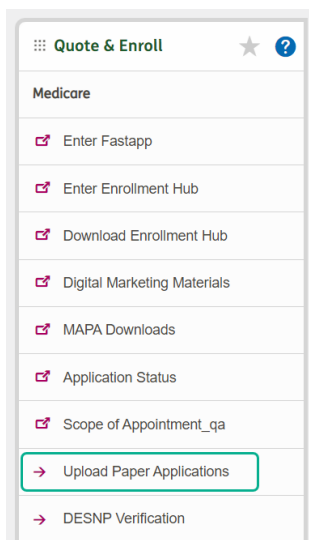 Quote & Enroll
Medicare
Enter Fastapp
Enter Enrollment Hub
Download Enrollment Hub
Digital Marketing Materials
MAPA Downloads
Application Status
Scope of Appointment_qa
Upload Paper Applications
DESNP Verification